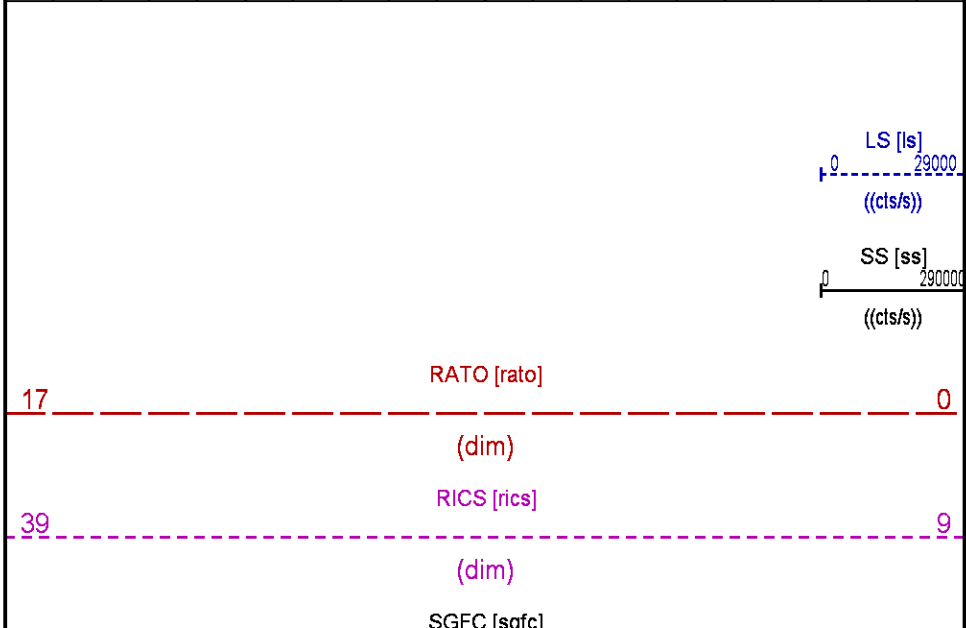 LS [ls]
0 29000
((cts/s))
SS [ss]
0 290000
((cts/s))
RATO [rato]
17 0
(dim)
RICS [rics]
39 9
(dim)
SGFC [sgfc]